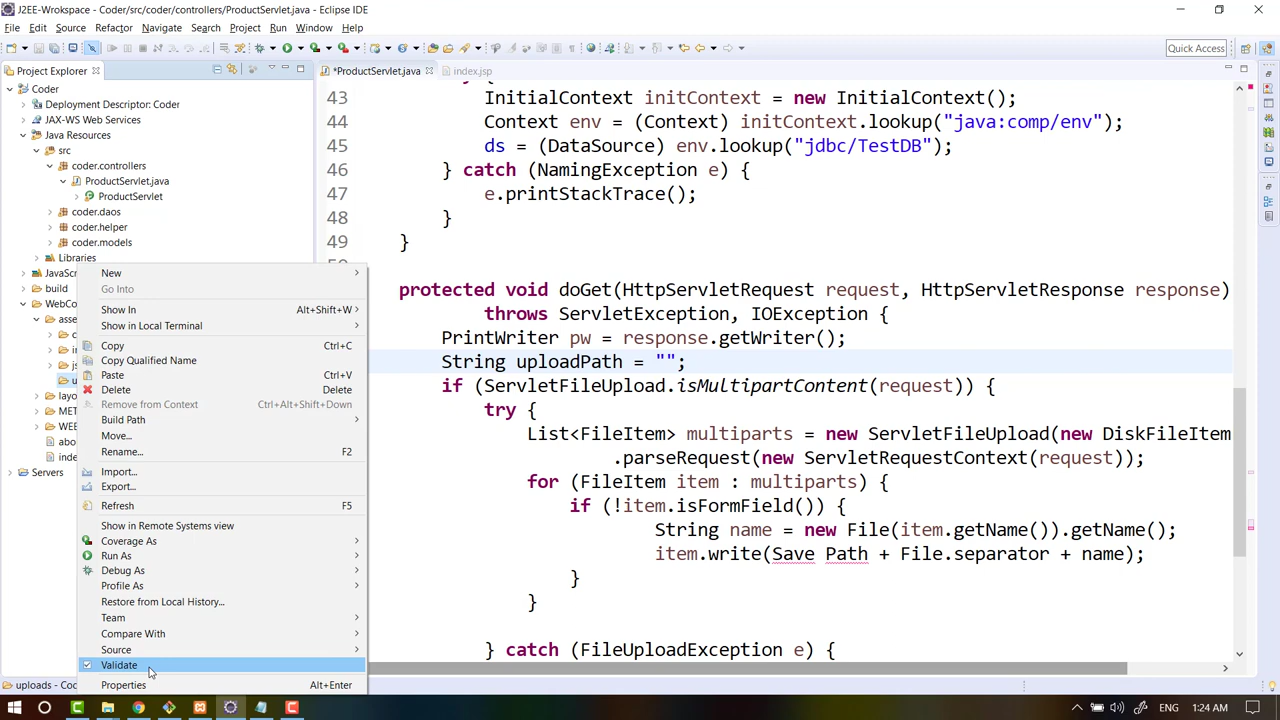 J2EE-Wrokspace - Coder/src/coder/controllers/ProductServlet.java - Eclipse IDE
File Edit Source Refactor Navigate Search Project Run Window Help
Quick Access
Project Explorer
*ProductServlet.java
index.jsp
Coder
Deployment Descriptor: Coder
JAX-WS Web Services
Java Resources
src
coder.controllers
ProductServlet.java
ProductServlet
coder.daos
coder.helper
coder.models
Libraries
JavaScr
build
WebCo
asse
layo
MET
WEE
abo
inde
Servers
New
Go Into
Show In Alt+Shift+W
Show in Local Terminal
Copy Ctrl+C
Copy Qualified Name
Paste Ctrl+V
Delete Delete
Remove from Context Ctrl+Alt+Shift+Down
Build Path
Move...
Rename... F2
Import...
Export...
Refresh F5
Show in Remote Systems view
Coverage As
Run As
Debug As
Profile As
Restore from Local History...
Team
Compare With
Source
Validate
Properties Alt+Enter
43 InitialContext initContext = new InitialContext();
44 Context env = (Context) initContext.lookup("java:comp/env");
45 ds = (DataSource) env.lookup("jdbc/TestDB");
46 } catch (NamingException e) {
47 e.printStackTrace();
48 }
49 }
protected void doGet(HttpServletRequest request, HttpServletResponse response)
throws ServletException, IOException {
PrintWriter pw = response.getWriter();
String uploadPath = "";
if (ServletFileUpload.isMultipartContent(request)) {
try {
List<FileItem> multiparts = new ServletFileUpload(new DiskFileItem
.parseRequest(new ServletRequestContext(request));
for (FileItem item : multiparts) {
if (!item.isFormField()) {
String name = new File(item.getName()).getName();
item.write(Save Path + File.separator + name);
}
}
} catch (FileUploadException e) {
uploads - Coc
ENG 1:24 AM